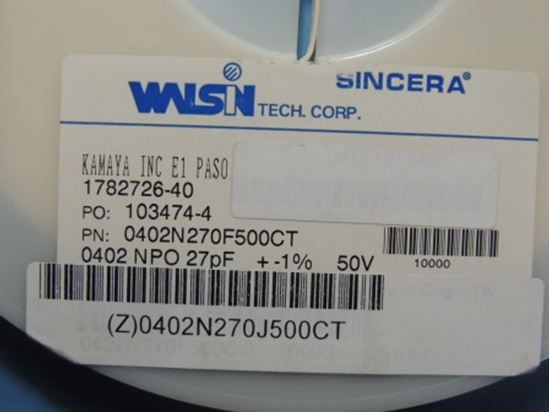 WALSIN TECH. CORP.
SINCERA®
KAMAYA INC E1 PASO
1782726-40
PO: 103474-4
PN: 0402N270F500CT
0402 NPO 27pF +-1% 50V
10000
(Z)0402N270J500CT